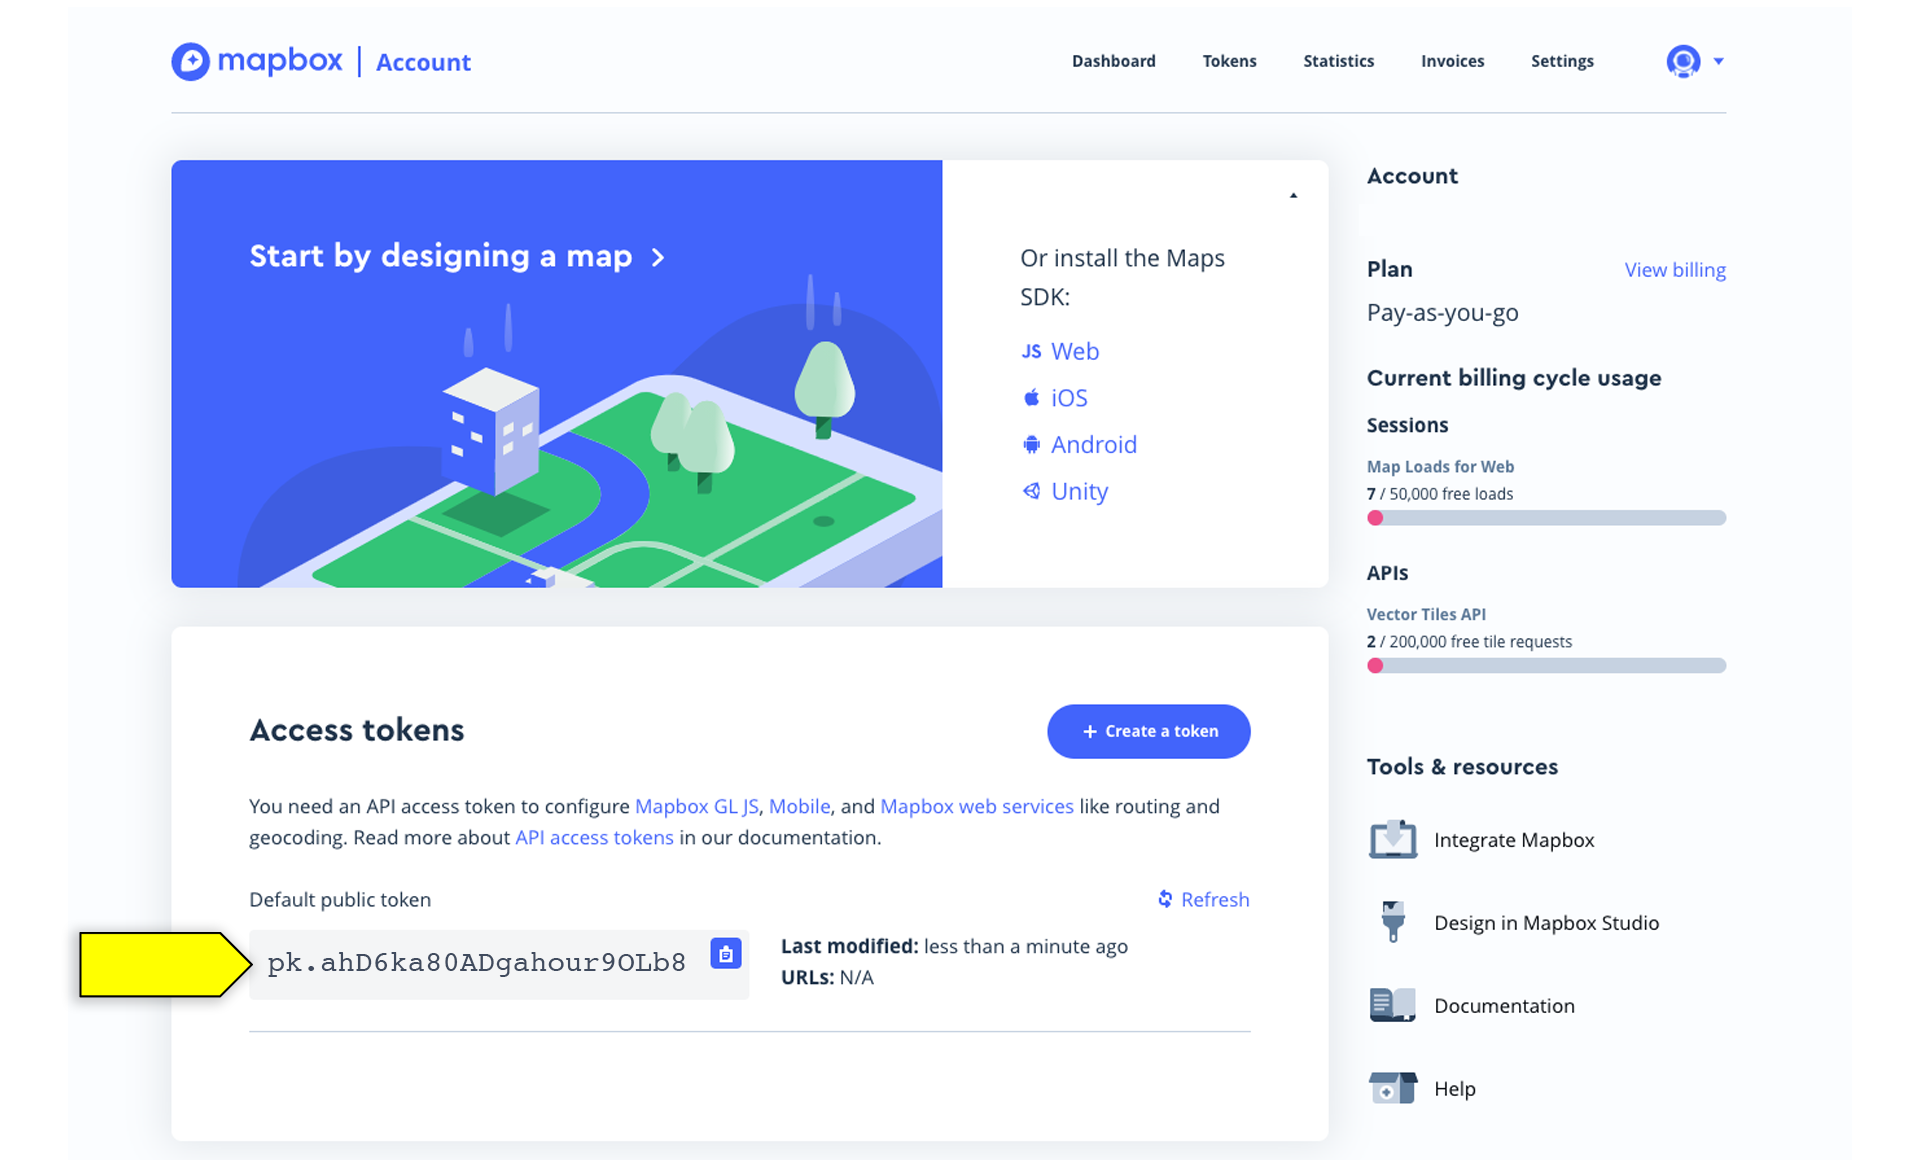 mapbox | Account
Dashboard Tokens Statistics Invoices Settings
Start by designing a map
Or install the Maps
SDK:
JS Web
iOS
Android
Unity
Account
Plan View billing
Pay-as-you-go
Current billing cycle usage
Sessions
Map Loads for Web
7 / 50,000 free loads
APIs
Vector Tiles API
2 / 200,000 free tile requests
Access tokens
+ Create a token
You need an API access token to configure Mapbox GL JS, Mobile, and Mapbox web services like routing and
geocoding. Read more about API access tokens in our documentation.
Default public token Refresh
pk.ahD6ka80ADgahour9OLb8
Last modified: less than a minute ago
URLs: N/A
Tools & resources
Integrate Mapbox
Design in Mapbox Studio
Documentation
Help